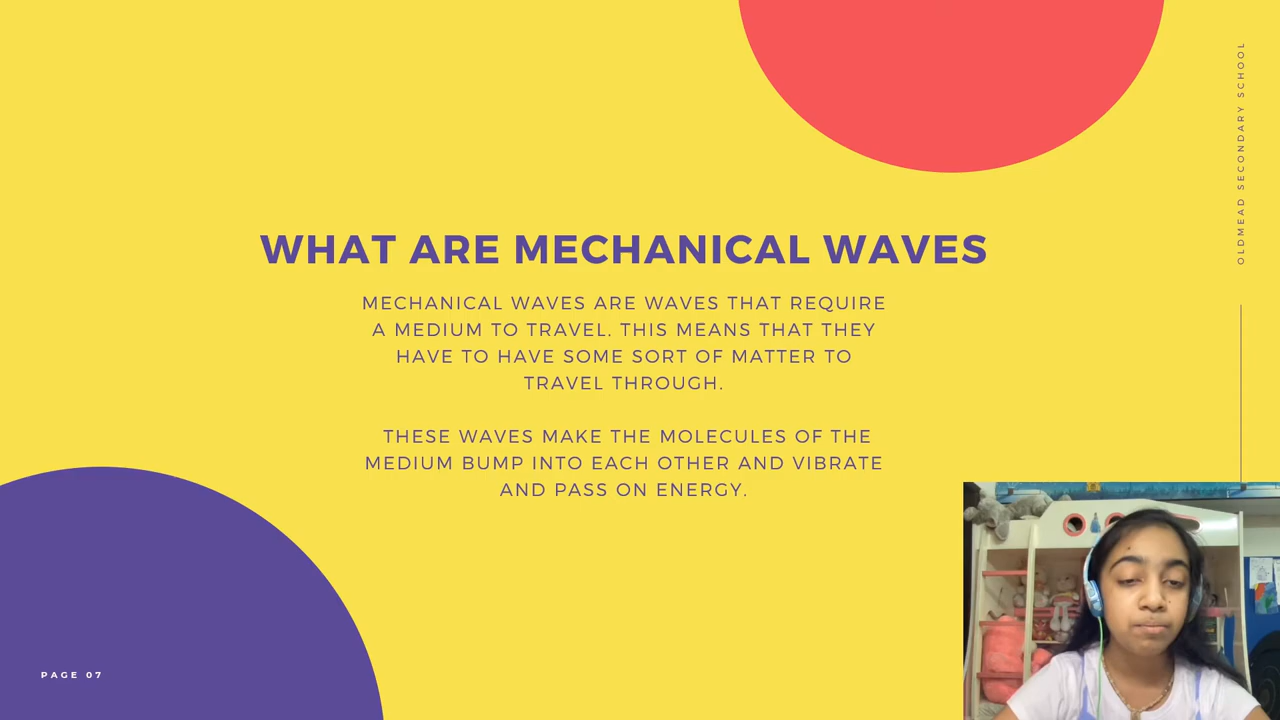 OLDMEAD SECONDARY SCHOOL
WHAT ARE MECHANICAL WAVES
MECHANICAL WAVES ARE WAVES THAT REQUIRE
A MEDIUM TO TRAVEL. THIS MEANS THAT THEY
HAVE TO HAVE SOME SORT OF MATTER TO
TRAVEL THROUGH.
THESE WAVES MAKE THE MOLECULES OF THE
MEDIUM BUMP INTO EACH OTHER AND VIBRATE
AND PASS ON ENERGY.
PAGE 07